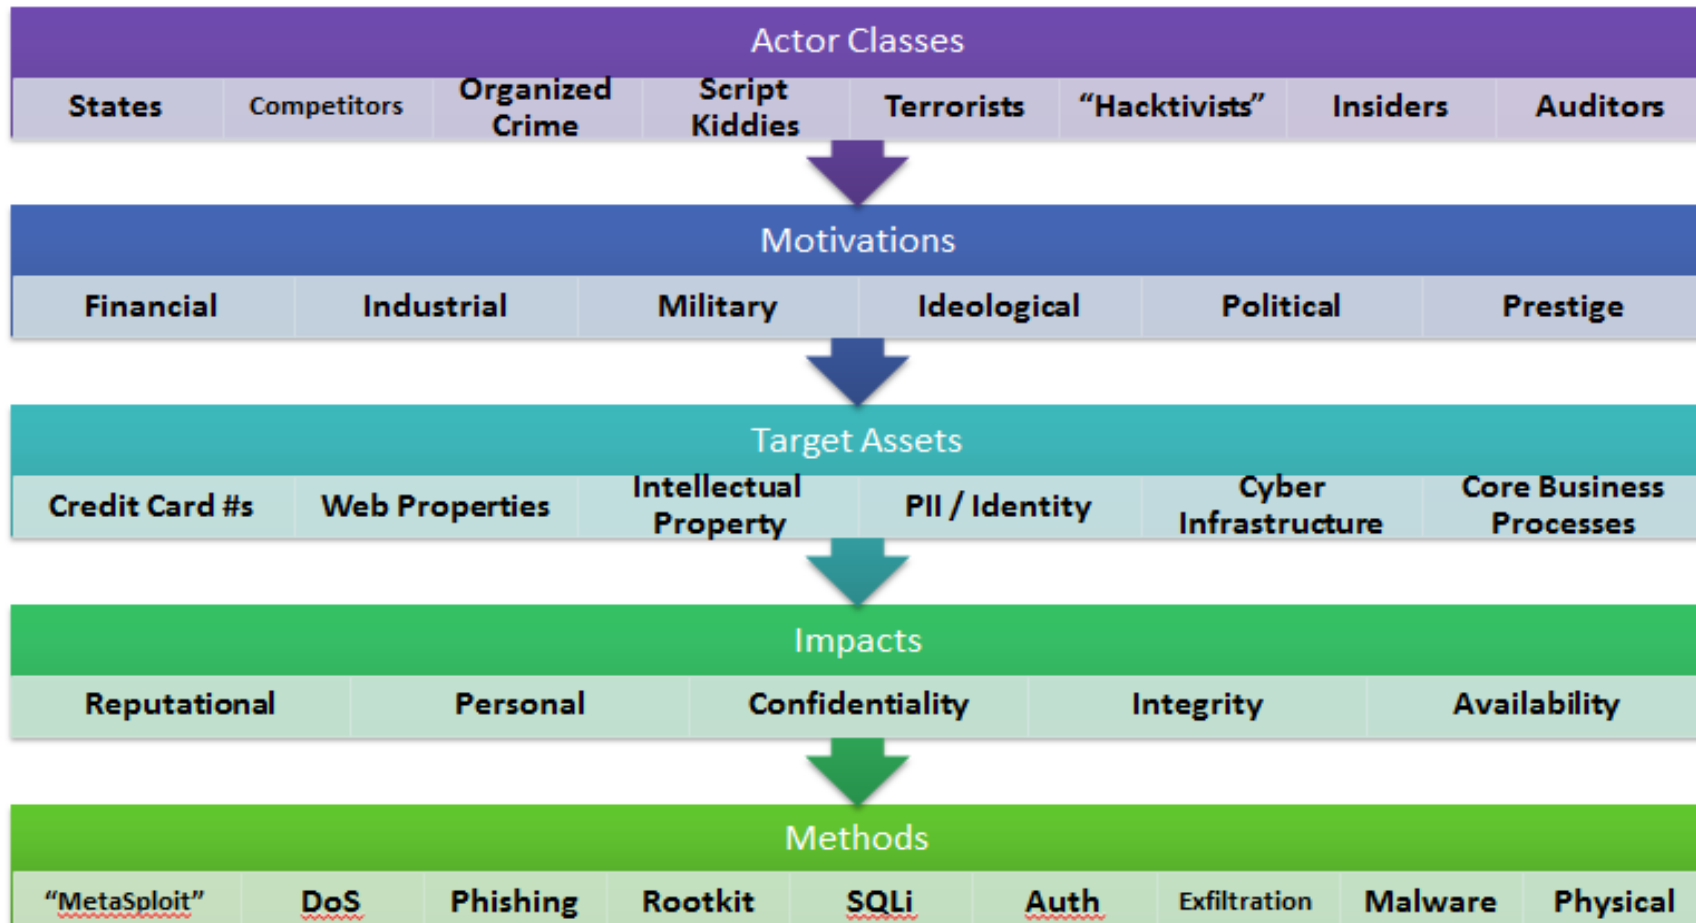 Actor Classes
States Competitors Organized Crime Script Kiddies Terrorists “Hacktivists” Insiders Auditors
Motivations
Financial Industrial Military Ideological Political Prestige
Target Assets
Credit Card #s Web Properties Intellectual Property PII / Identity Cyber Infrastructure Core Business Processes
Impacts
Reputational Personal Confidentiality Integrity Availability
Methods
“MetaSploit” DoS Phishing Rootkit SQLi Auth Exfiltration Malware Physical